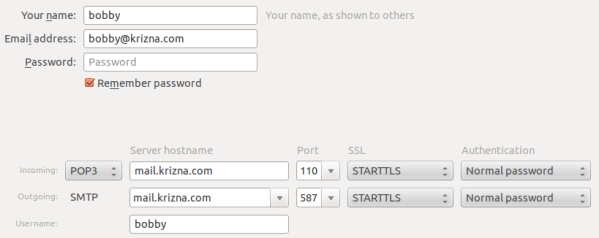 Your name: bobby Your name, as shown to others
Email address: bobby@krizna.com
Password: Password
Remember password
Server hostname Port SSL Authentication
Incoming: POP3 mail.krizna.com 110 STARTTLS Normal password
Outgoing: SMTP mail.krizna.com 587 STARTTLS Normal password
Username: bobby